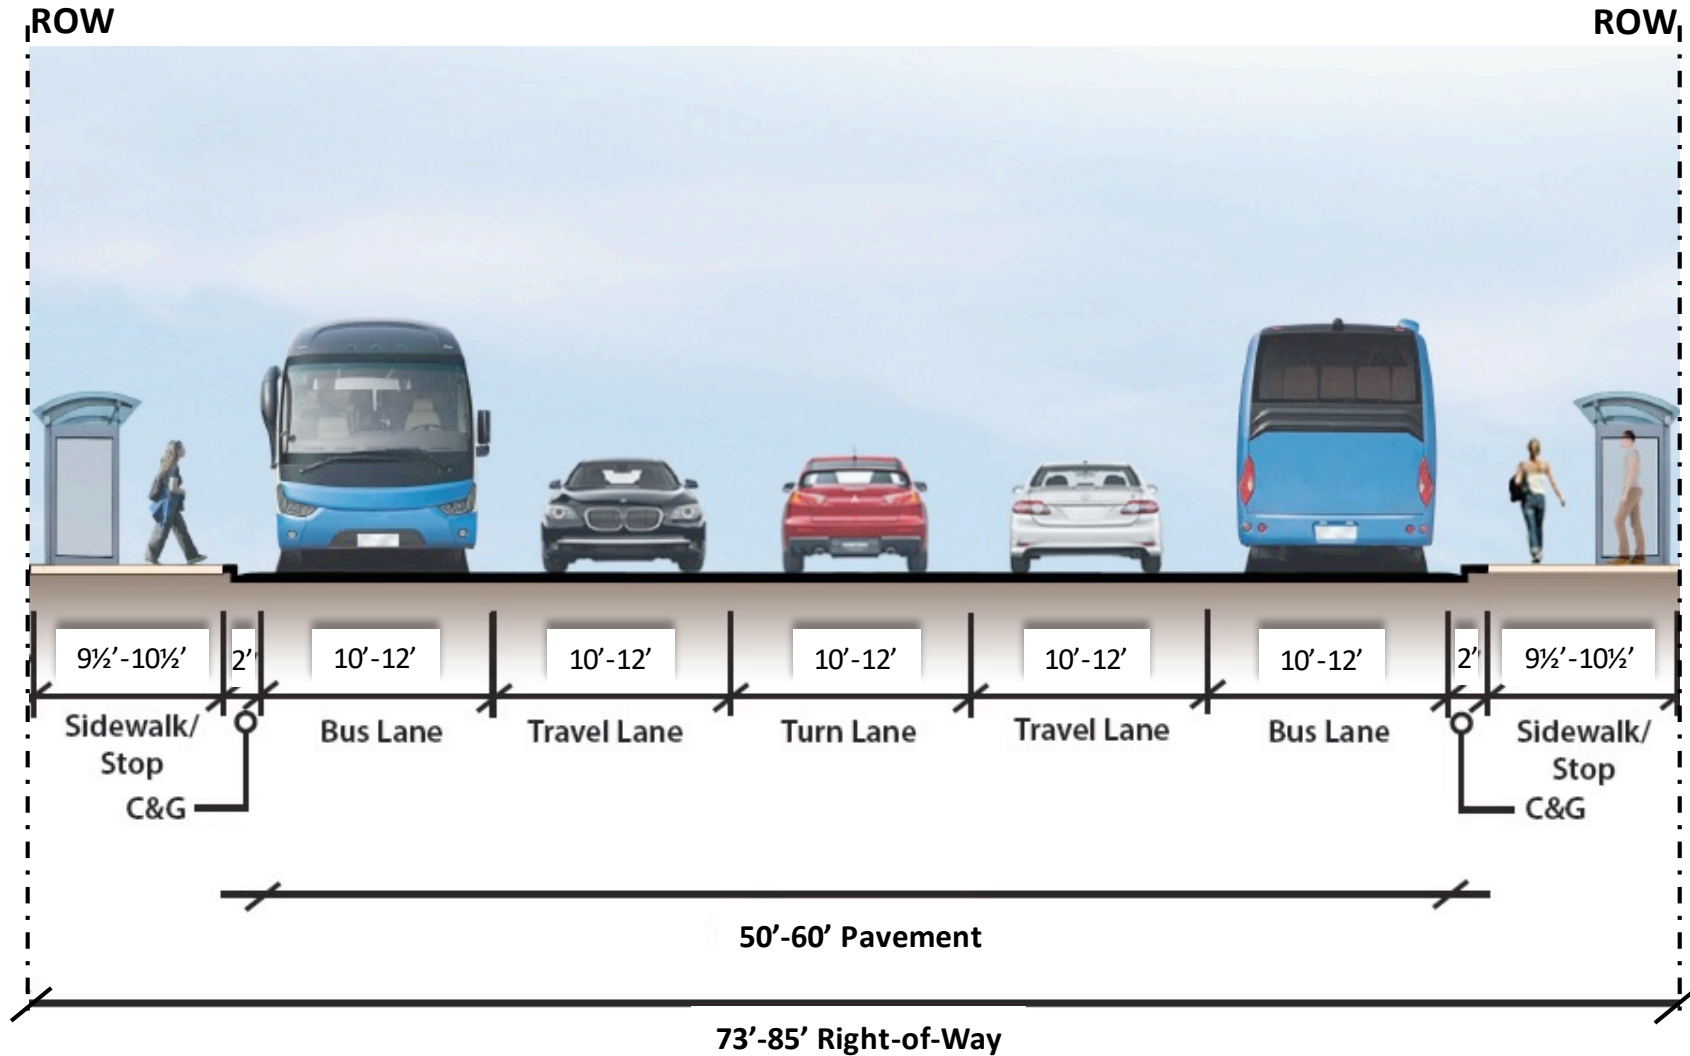 ROW
ROW
9½’-10½’
2’
10’-12’
10’-12’
10’-12’
10’-12’
10’-12’
2’
9½’-10½’
Sidewalk/
Stop
Bus Lane
Travel Lane
Turn Lane
Travel Lane
Bus Lane
Sidewalk/
Stop
C&G
C&G
50’-60’ Pavement
73’-85’ Right-of-Way